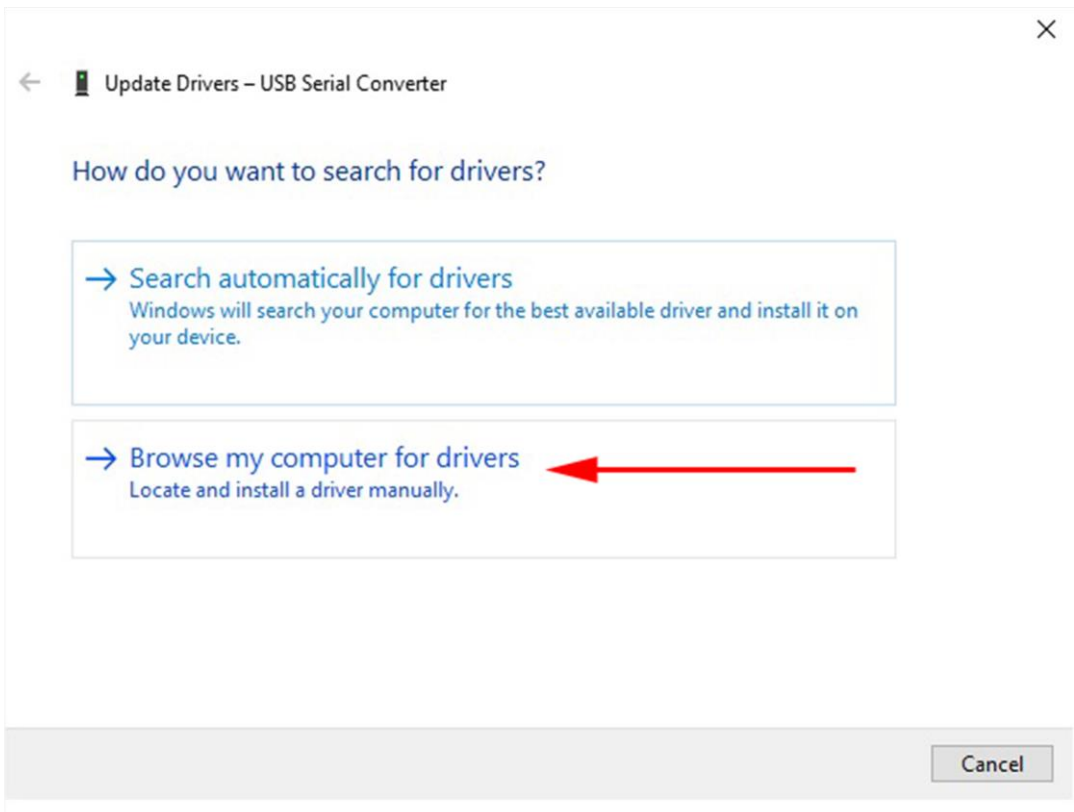 Update Drivers – USB Serial Converter
How do you want to search for drivers?
Search automatically for drivers
Windows will search your computer for the best available driver and install it on
your device.
Browse my computer for drivers
Locate and install a driver manually.
Cancel